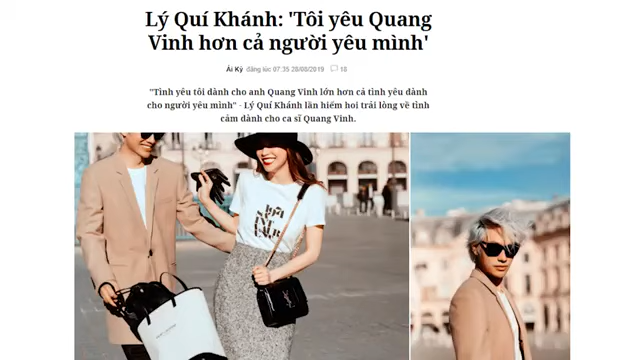 Lý Quí Khánh: 'Tôi yêu Quang
Vinh hơn cả người yêu mình'
Ái Kỳ đăng lúc 07:35 28/08/2019 18
"Tình yêu tôi dành cho anh Quang Vinh lớn hơn cả tình yêu dành
cho người yêu mình" - Lý Quí Khánh lần hiếm hoi trải lòng về tình
cảm dành cho ca sĩ Quang Vinh.